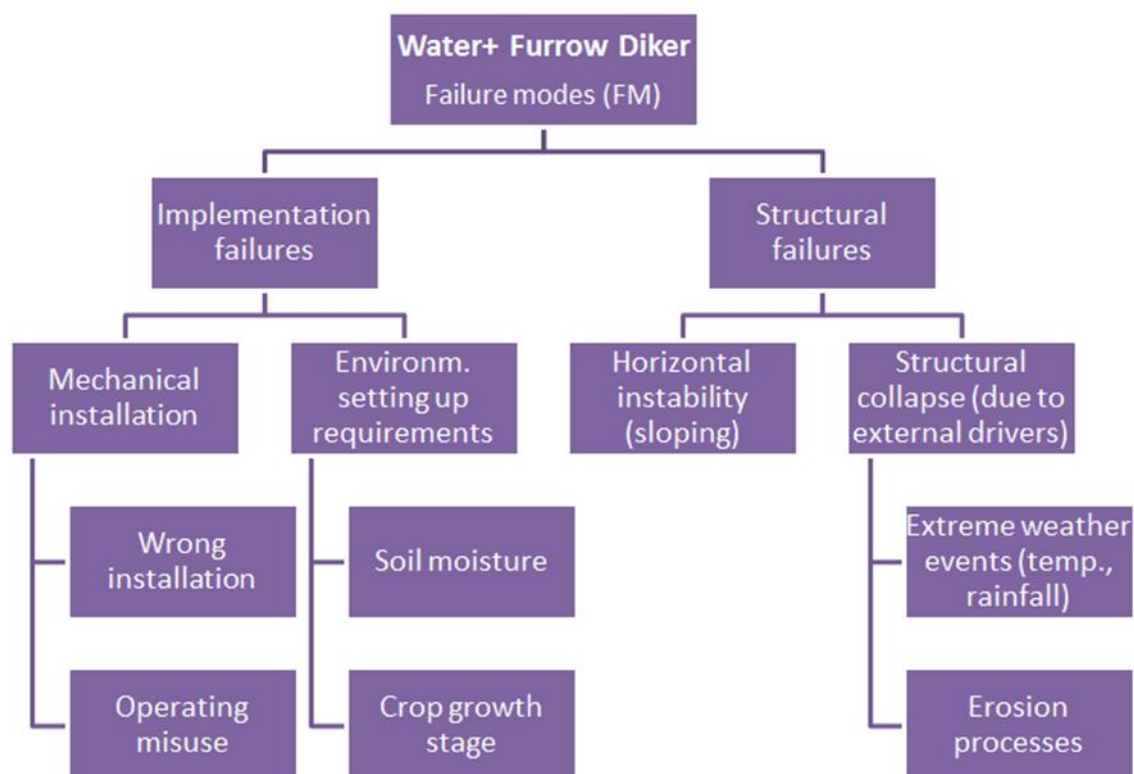 Water+ Furrow Diker
Failure modes (FM)
Implementation
failures
Structural
failures
Mechanical
installation
Environm.
setting up
requirements
Horizontal
instability
(sloping)
Structural
collapse (due to
external drivers)
Wrong
installation
Soil moisture
Extreme weather
events (temp.,
rainfall)
Operating
misuse
Crop growth
stage
Erosion
processes